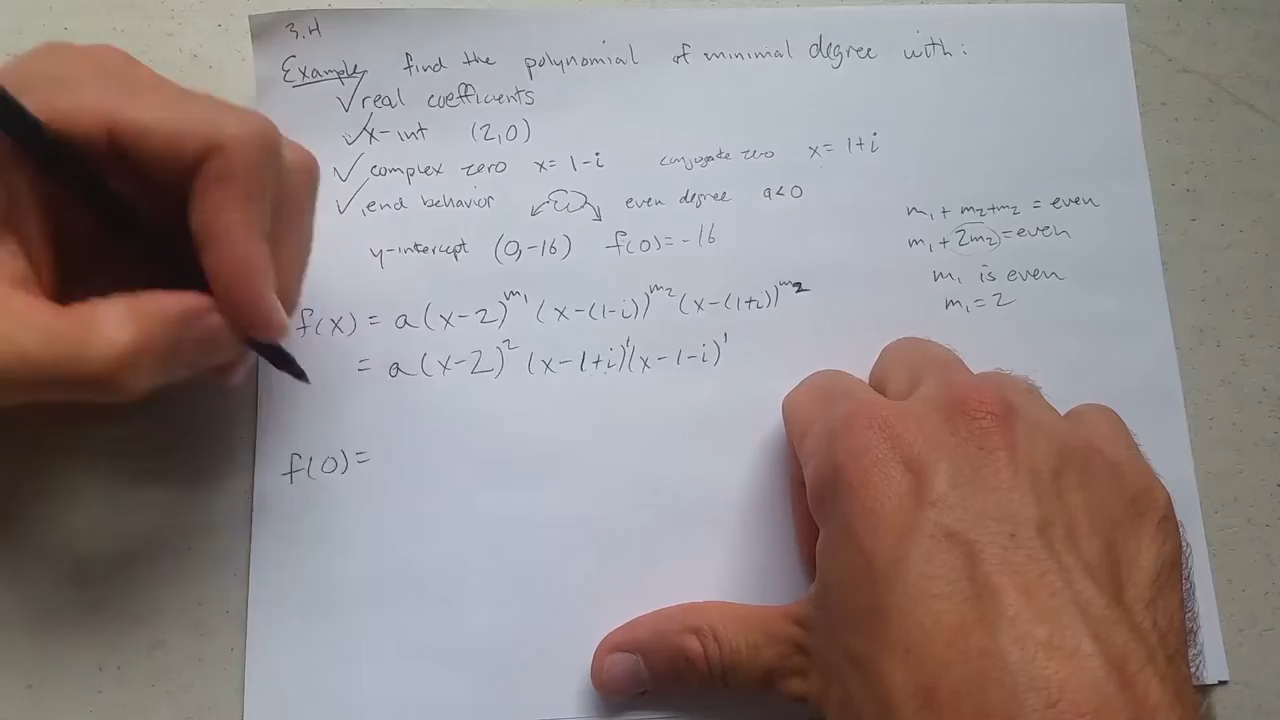 3.4
Example find the polynomial of minimal degree with:
✓ real coefficients
✓ x-int (2,0)
✓ complex zero x=1-i conjugate zero x=1+i
✓ end behavior even degree a<0
y-intercept (0,-16) f(0)=-16
m₁+m₂+m₂=even
m₁+2m₂=even
m₁ is even
m₁=2
f(x) = a(x-2)^m₁ (x-(1-i))^m₂ (x-(1+i))^m₂
= a(x-2)² (x-1+i)¹(x-1-i)¹
f(0)=